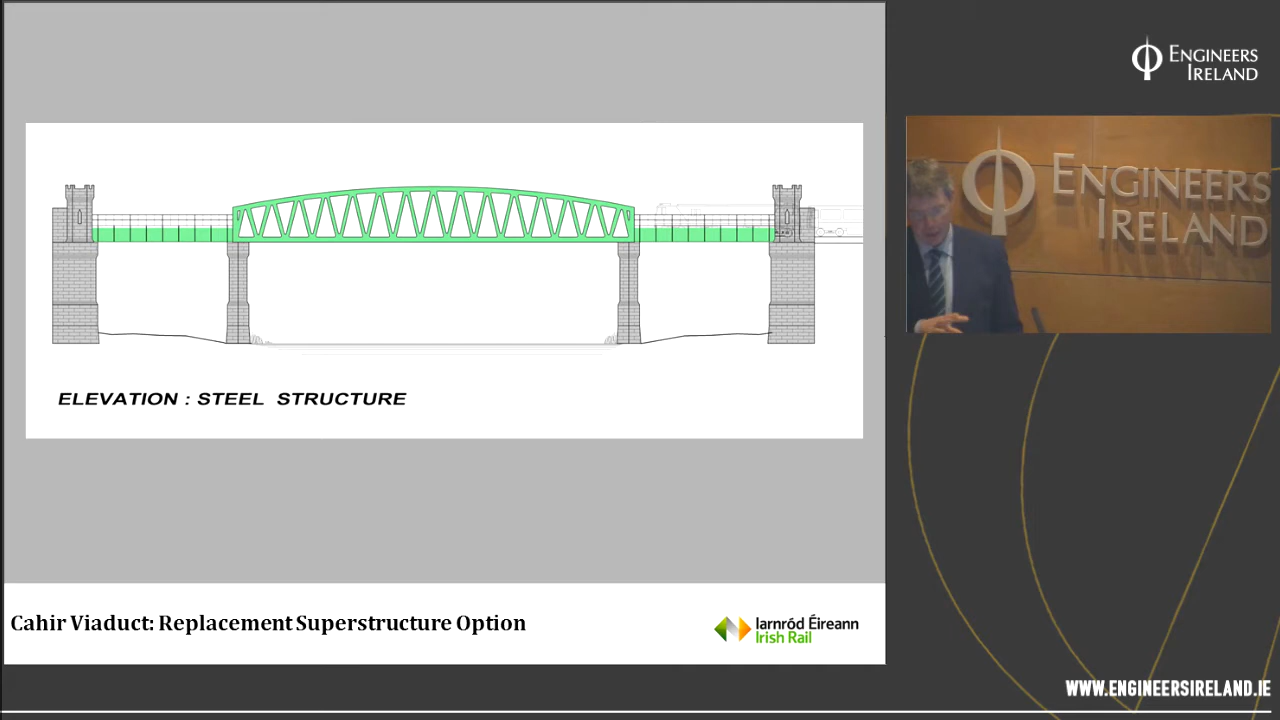 ELEVATION : STEEL STRUCTURE
Cahir Viaduct: Replacement Superstructure Option
Iarnród Éireann
Irish Rail
ENGINEERS
IRELAND
ENGINEERS
IRELAND
WWW.ENGINEERSIRELAND.IE